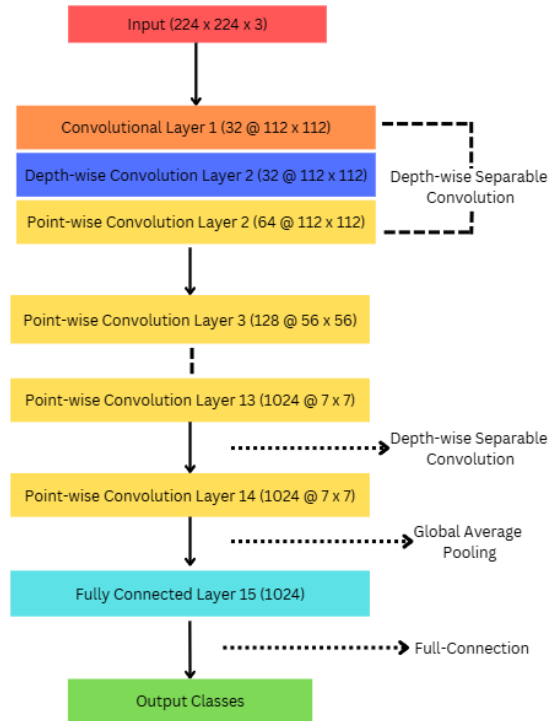 Input (224 x 224 x 3)
Convolutional Layer 1 (32 @ 112 x 112)
Depth-wise Convolution Layer 2 (32 @ 112 x 112)
Depth-wise Separable
Convolution
Point-wise Convolution Layer 2 (64 @ 112 x 112)
Point-wise Convolution Layer 3 (128 @ 56 x 56)
Point-wise Convolution Layer 13 (1024 @ 7 x 7)
Depth-wise Separable
Convolution
Point-wise Convolution Layer 14 (1024 @ 7 x 7)
Global Average
Pooling
Fully Connected Layer 15 (1024)
Full-Connection
Output Classes